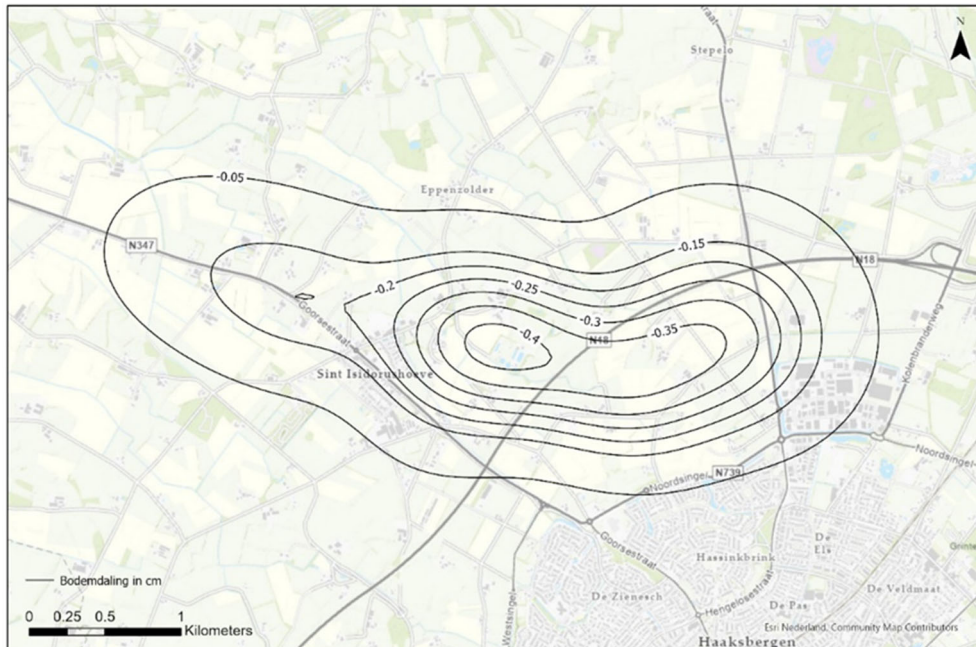 N
straat
Stepelo
-0.05
Eppenzolder
N347
-0.15
N18
-0.2
-0.25
Goorsestraat
-0.3
-0.35
-0.4
N18
Kolenbranderweg
Sint Isidorushoeve
Noordsingel
N739
Noordsingel
Goorsestraat
Hassinkbrink
De
Els
Bodemdaling in cm
De Zienesch
Hengelosestraat
De Pas
De Veldmaat
Westsingel
0 0.25 0.5 1
Kilometers
Esri Nederland, Community Map Contributors
Haaksbergen